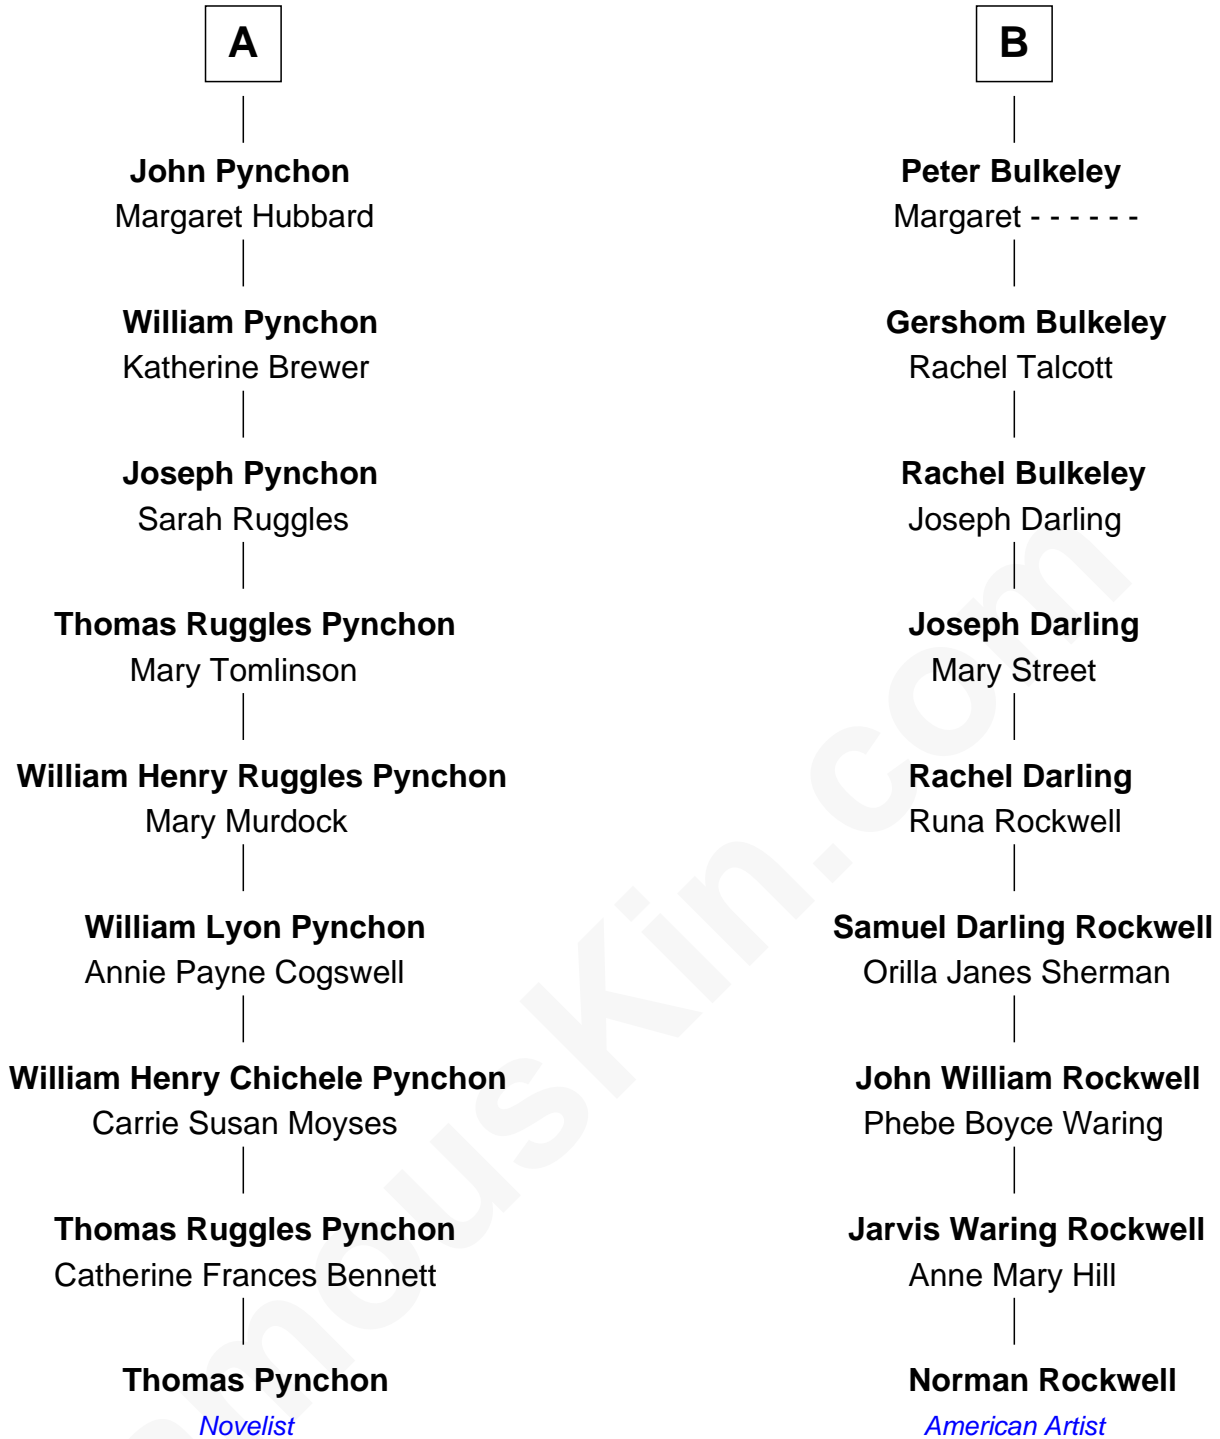 A
John Pynchon
Margaret Hubbard
William Pynchon
Katherine Brewer
Joseph Pynchon
Sarah Ruggles
Thomas Ruggles Pynchon
Mary Tomlinson
William Henry Ruggles Pynchon
Mary Murdock
William Lyon Pynchon
Annie Payne Cogswell
William Henry Chichele Pynchon
Carrie Susan Moyses
Thomas Ruggles Pynchon
Catherine Frances Bennett
Thomas Pynchon
Novelist
B
Peter Bulkeley
Margaret - - - - - -
Gershom Bulkeley
Rachel Talcott
Rachel Bulkeley
Joseph Darling
Joseph Darling
Mary Street
Rachel Darling
Runa Rockwell
Samuel Darling Rockwell
Orilla Janes Sherman
John William Rockwell
Phebe Boyce Waring
Jarvis Waring Rockwell
Anne Mary Hill
Norman Rockwell
American Artist
amousKin.com